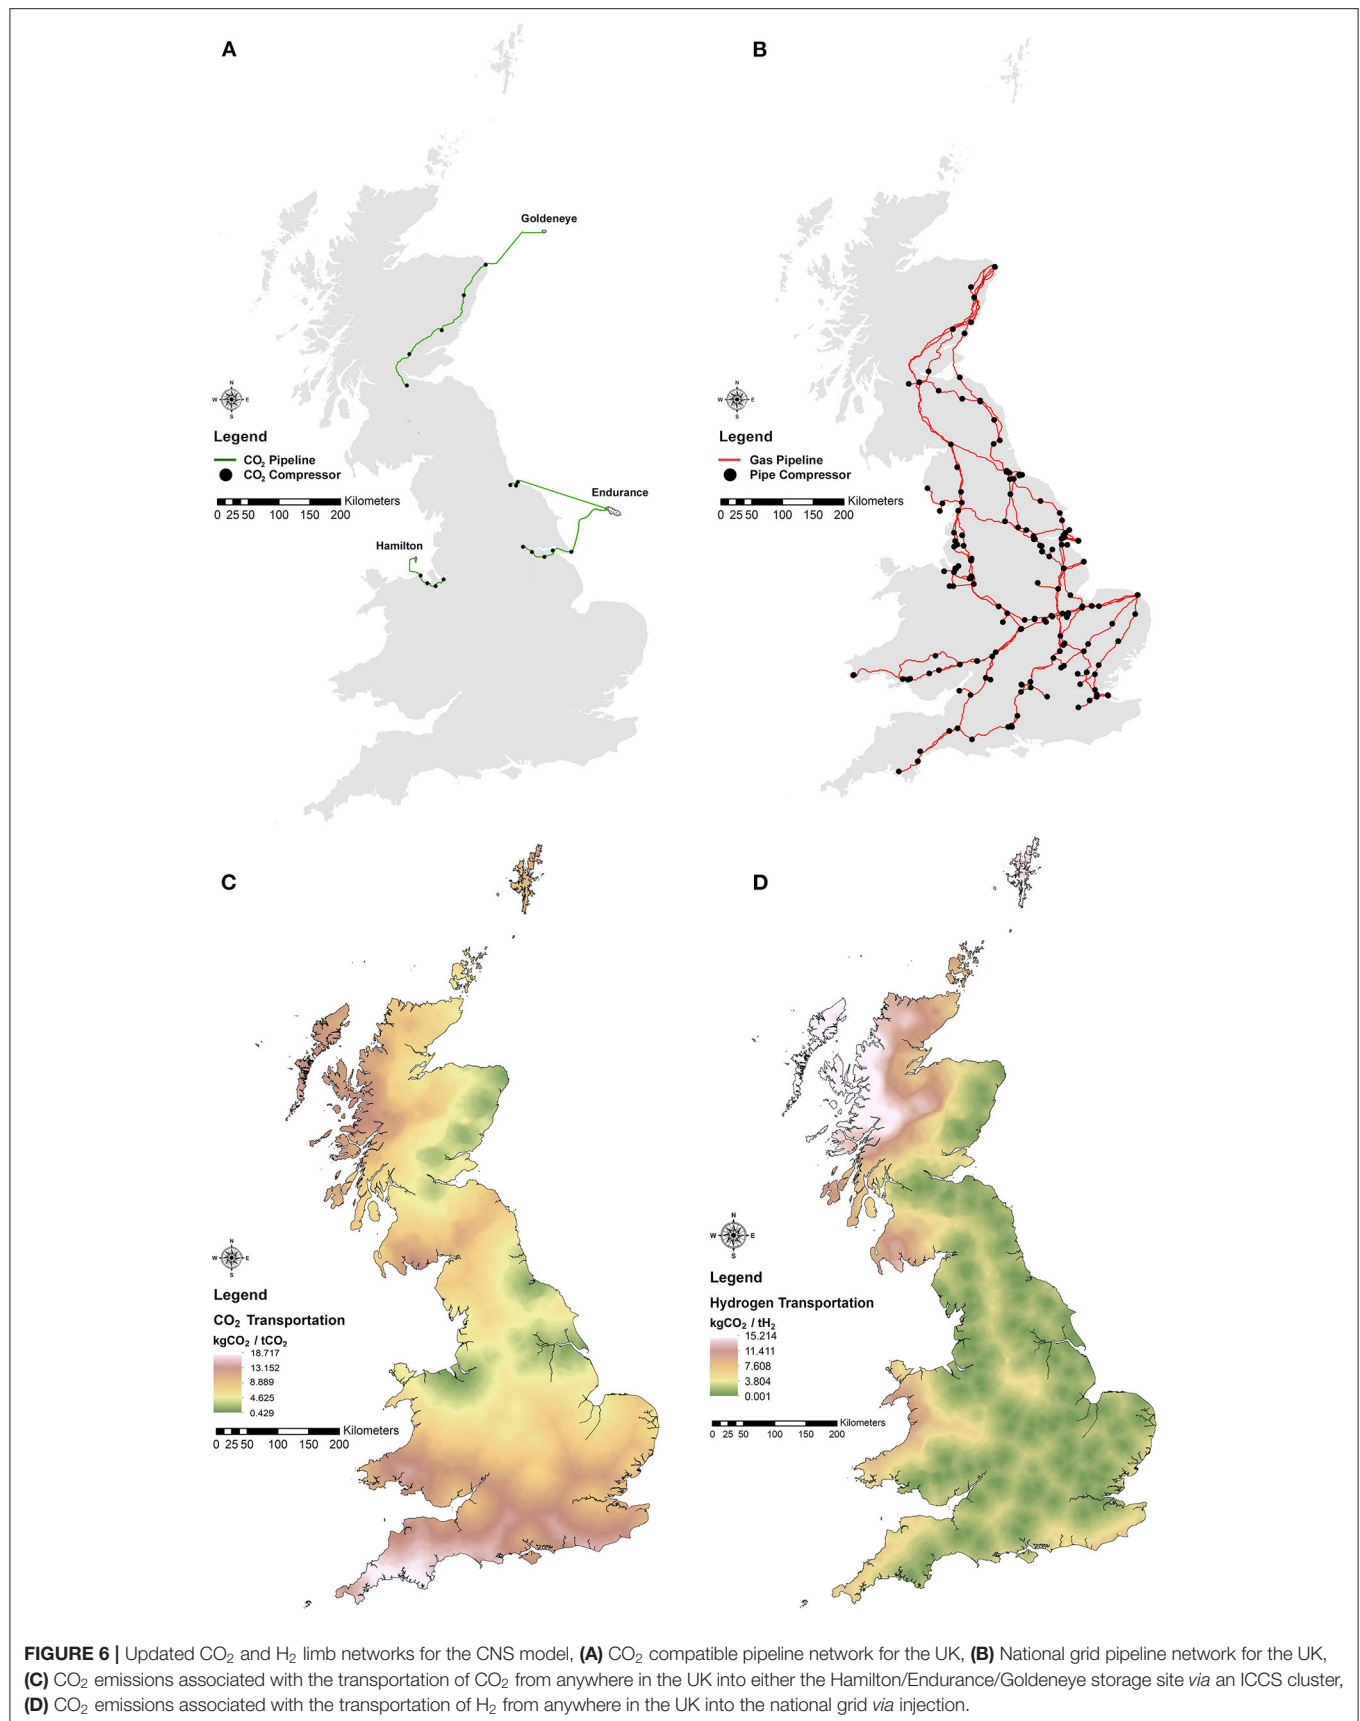 A
Goldeneye
N
W E
S
Legend
CO₂ Pipeline
CO₂ Compressor
Kilometers
0 25 50 100 150 200
Endurance
Hamilton
B
N
W E
S
Legend
Gas Pipeline
Pipe Compressor
Kilometers
0 25 50 100 150 200
C
N
W E
S
Legend
CO₂ Transportation
kgCO₂ / tCO₂
18.717
13.152
8.889
4.625
0.429
Kilometers
0 25 50 100 150 200
D
N
W E
S
Legend
Hydrogen Transportation
kgCO₂ / tH₂
15.214
11.411
7.608
3.804
0.001
Kilometers
0 25 50 100 150 200
FIGURE 6 | Updated CO₂ and H₂ limb networks for the CNS model, (A) CO₂ compatible pipeline network for the UK, (B) National grid pipeline network for the UK,
(C) CO₂ emissions associated with the transportation of CO₂ from anywhere in the UK into either the Hamilton/Endurance/Goldeneye storage site via an ICCS cluster,
(D) CO₂ emissions associated with the transportation of H₂ from anywhere in the UK into the national grid via injection.